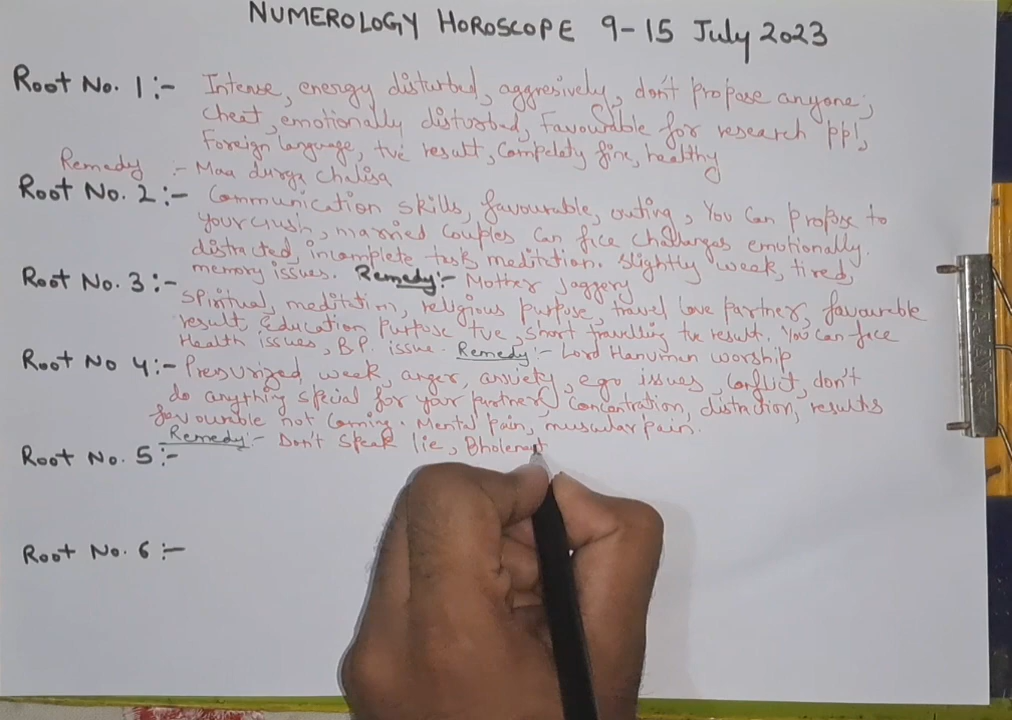 NUMEROLOGY HOROSCOPE 9-15 July 2023
Root No. 1:- Intense, energy disturbed, aggresively, don't propose anyone,
cheat, emotionally disturbed, Favourable for research ppl,
Foreign language, +ve result, Compelaty fine, healthy
Remedy :- Maa durga Chalisa
Root No. 2:- Communication skills, favourable, outing, You can propose to
your crush, married couples can fice challanges emotionally.
distracted, incomplete task, meditation. slightly week, tired,
memory issues. Remedy:- Mother Jaggery
Root No. 3:- Spiritual, meditation, religious purpose, travel love partner, favourable
result, education purpose +ve, short travelling +ve result. You can fice
Health issues, B.P. issue. Remedy:- Lord Hanuman worship
Root No 4:- Pressurized, week, anger, anxiety, ego issues, conflict, don't
do anything special for your partner, concentration, distraction, results
favourable not coming. Mental pain, muscular pain.
Remedy:- Don't speak lie, Bholenat
Root No. 5:-
Root No. 6:-